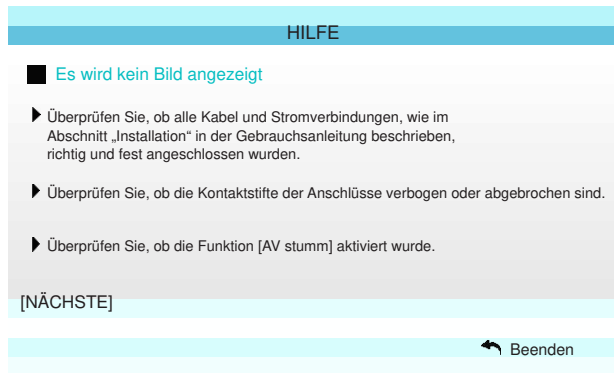 HILFE
Es wird kein Bild angezeigt
Überprüfen Sie, ob alle Kabel und Stromverbindungen, wie im
Abschnitt „Installation“ in der Gebrauchsanleitung beschrieben,
richtig und fest angeschlossen wurden.
Überprüfen Sie, ob die Kontaktstifte der Anschlüsse verbogen oder abgebrochen sind.
Überprüfen Sie, ob die Funktion [AV stumm] aktiviert wurde.
[NÄCHSTE]
Beenden